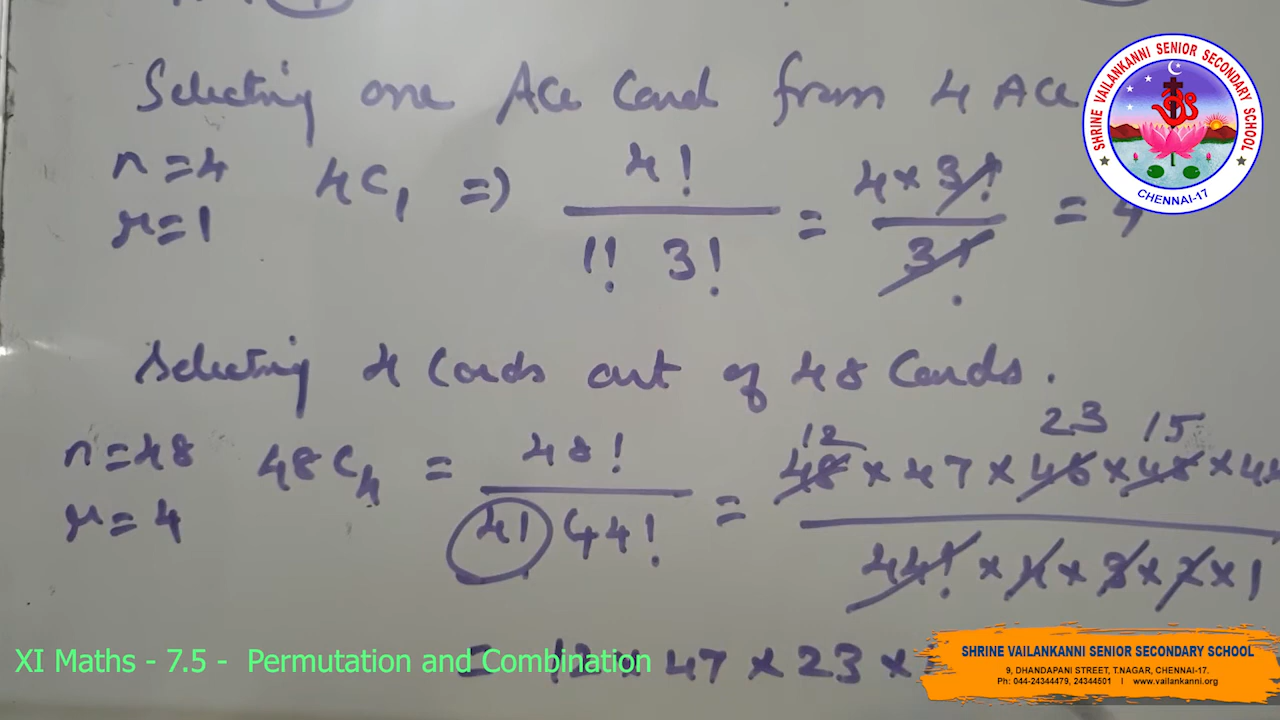 Selecting one Ace Card from 4 Ace
n=4 4C1 => 4! / 1! 3! = 4 × 3! / 3! = 4
r=1
Selecting 4 Cards out of 48 Cards.
12 23 15
n=48 48C4 = 48! / 4! 44! = 48 × 47 × 46 × 45 × 44 / 44! × 4 × 3 × 2 × 1
r=4
= 12 × 47 × 23 ×
XI Maths - 7.5 - Permutation and Combination
SHRINE VAILANKANNI SENIOR SECONDARY SCHOOL
CHENNAI-17
SHRINE VAILANKANNI SENIOR SECONDARY SCHOOL
9, DHANDAPANI STREET, T.NAGAR, CHENNAI-17.
Ph: 044-24344479, 24344501 I www.vailankanni.org